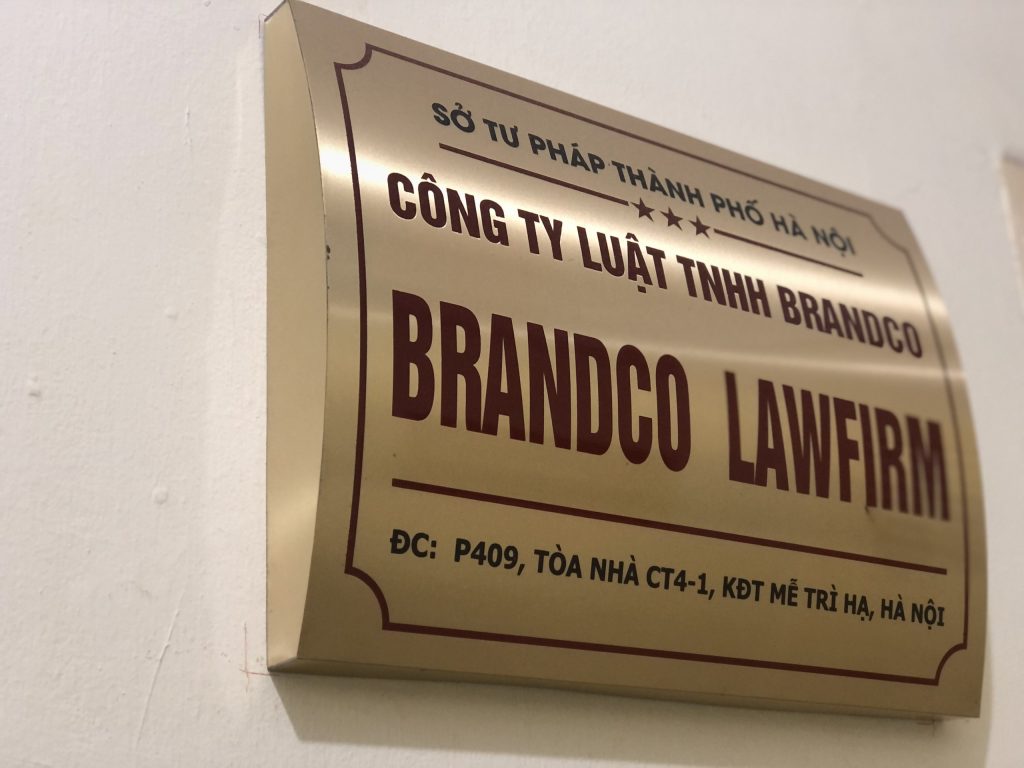 SỞ TƯ PHÁP THÀNH PHỐ HÀ NỘI
CÔNG TY LUẬT TNHH BRANDCO
BRANDCO LAWFIRM
ĐC: P409, TÒA NHÀ CT4-1, KĐT MỄ TRÌ HẠ, HÀ NỘI